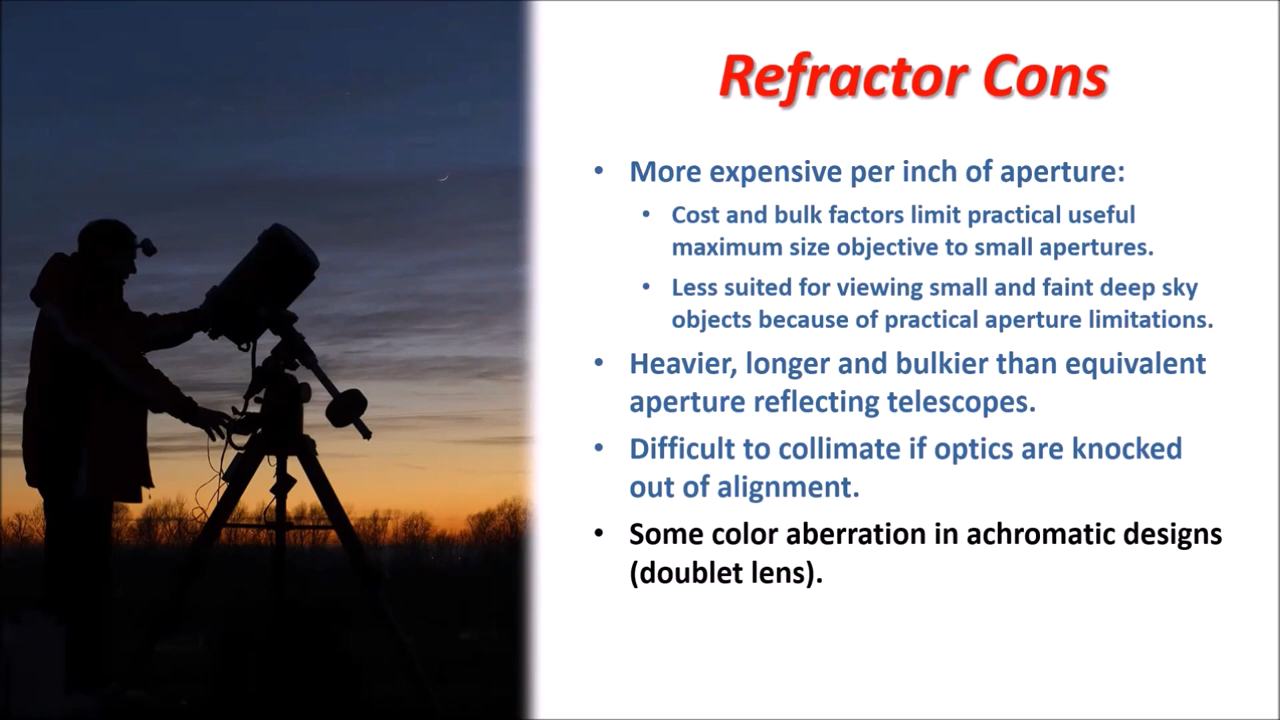 Refractor Cons
• More expensive per inch of aperture:
• Cost and bulk factors limit practical useful
maximum size objective to small apertures.
• Less suited for viewing small and faint deep sky
objects because of practical aperture limitations.
• Heavier, longer and bulkier than equivalent
aperture reflecting telescopes.
• Difficult to collimate if optics are knocked
out of alignment.
• Some color aberration in achromatic designs
(doublet lens).